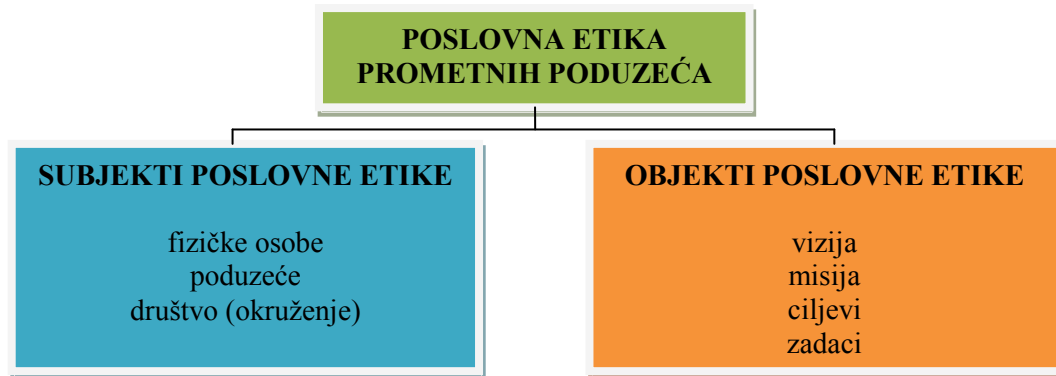 POSLOVNA ETIKA
PROMETNIH PODUZEĆA
SUBJEKTI POSLOVNE ETIKE
fizičke osobe
poduzeće
društvo (okruženje)
OBJEKTI POSLOVNE ETIKE
vizija
misija
ciljevi
zadaci